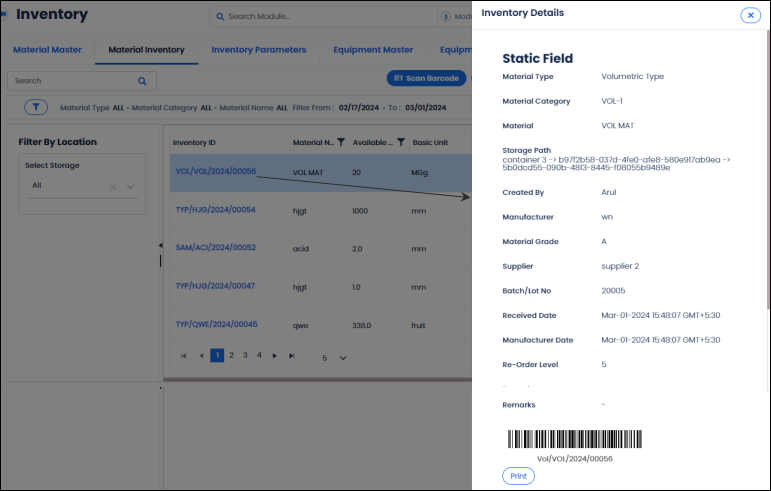 Inventory
Search Module..
Inventory Details
Material Master
Material Inventory
Inventory Parameters
Equipment Master
Search
Scan Barcode
Material Type ALL • Material Category ALL • Material Name ALL Filter From : 02/17/2024 • To : 03/01/2024
Filter By Location
Select Storage
All
Inventory ID Material N... Available ... Basic Unit
VOL/VOL/2024/00056 VOL MAT 20 MGg
TYP/HJG/2024/00054 hjgt 1000 mm
SAM/ACI/2024/00052 acid 2.0 mm
TYP/HJG/2024/00047 hjgt 1.0 mm
TYP/QWE/2024/00045 qwe 338.0 fruit
1 2 3 4 5
Static Field
Material Type Volumetric Type
Material Category VOL-1
Material VOL MAT
Storage Path
container 3 -> b97f2b58-037d-4fe0-afe8-580e917ab9ea ->
5b0dcd55-090b-4813-8445-f08055b9489e
Created By Arul
Manufacturer wn
Material Grade A
Supplier supplier 2
Batch/Lot No 20005
Received Date Mar-01-2024 15:48:07 GMT+5:30
Manufacturer Date Mar-01-2024 15:48:07 GMT+5:30
Re-Order Level 5
Remarks -
Vol/VOL/2024/00056
Print